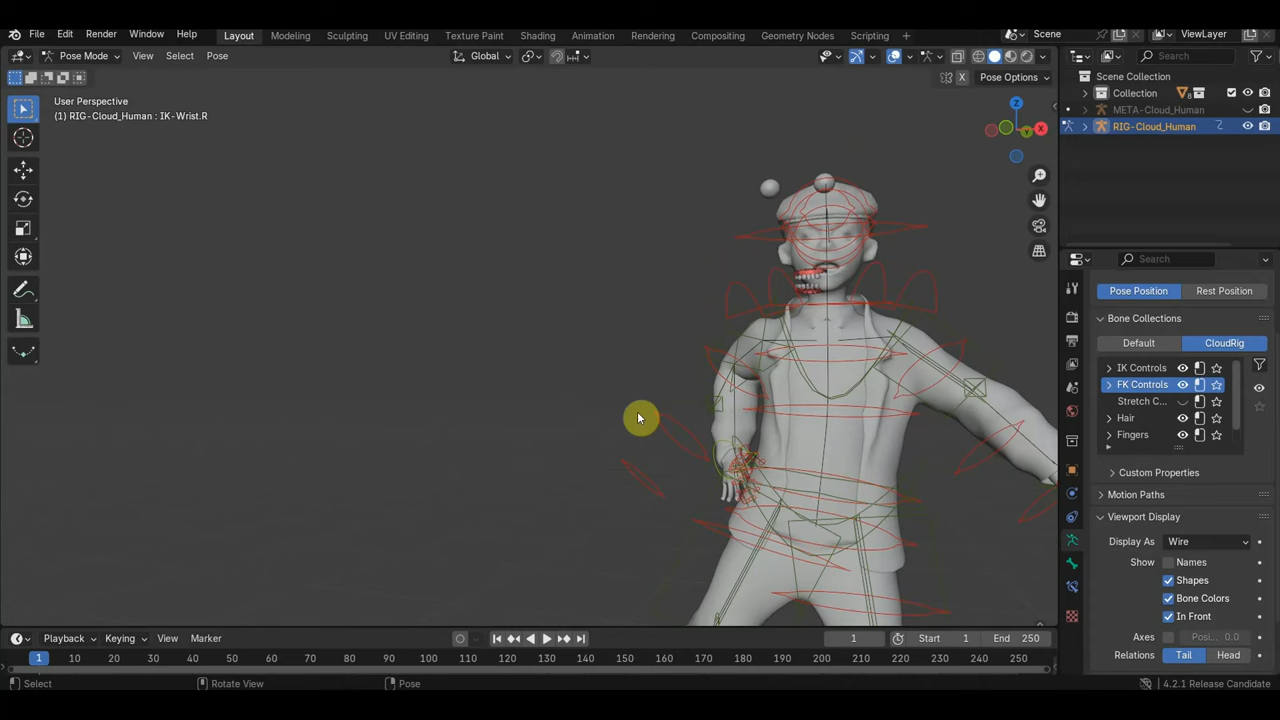 File Edit Render Window Help Layout Modeling Sculpting UV Editing Texture Paint Shading Animation Rendering Compositing Geometry Nodes Scripting Scene ViewLayer
Pose Mode View Select Pose Global Search
X Pose Options Scene Collection
User Perspective Collection
(1) RIG-Cloud_Human : IK-Wrist.R META-Cloud_Human
RIG-Cloud_Human
Z
X
Y
Search
Pose Position Rest Position
Bone Collections
Default CloudRig
IK Controls
FK Controls
Stretch C...
Hair
Fingers
Custom Properties
Motion Paths
Viewport Display
Display As Wire
Show Names
Shapes
Bone Colors
In Front
Axes Posi... 0.0
Relations Tail Head
Playback Keying View Marker 1 Start 1 End 250
1 10 20 30 40 50 60 70 80 90 100 110 120 130 140 150 160 170 180 190 200 210 220 230 240 250
Select Rotate View Pose 4.2.1 Release Candidate